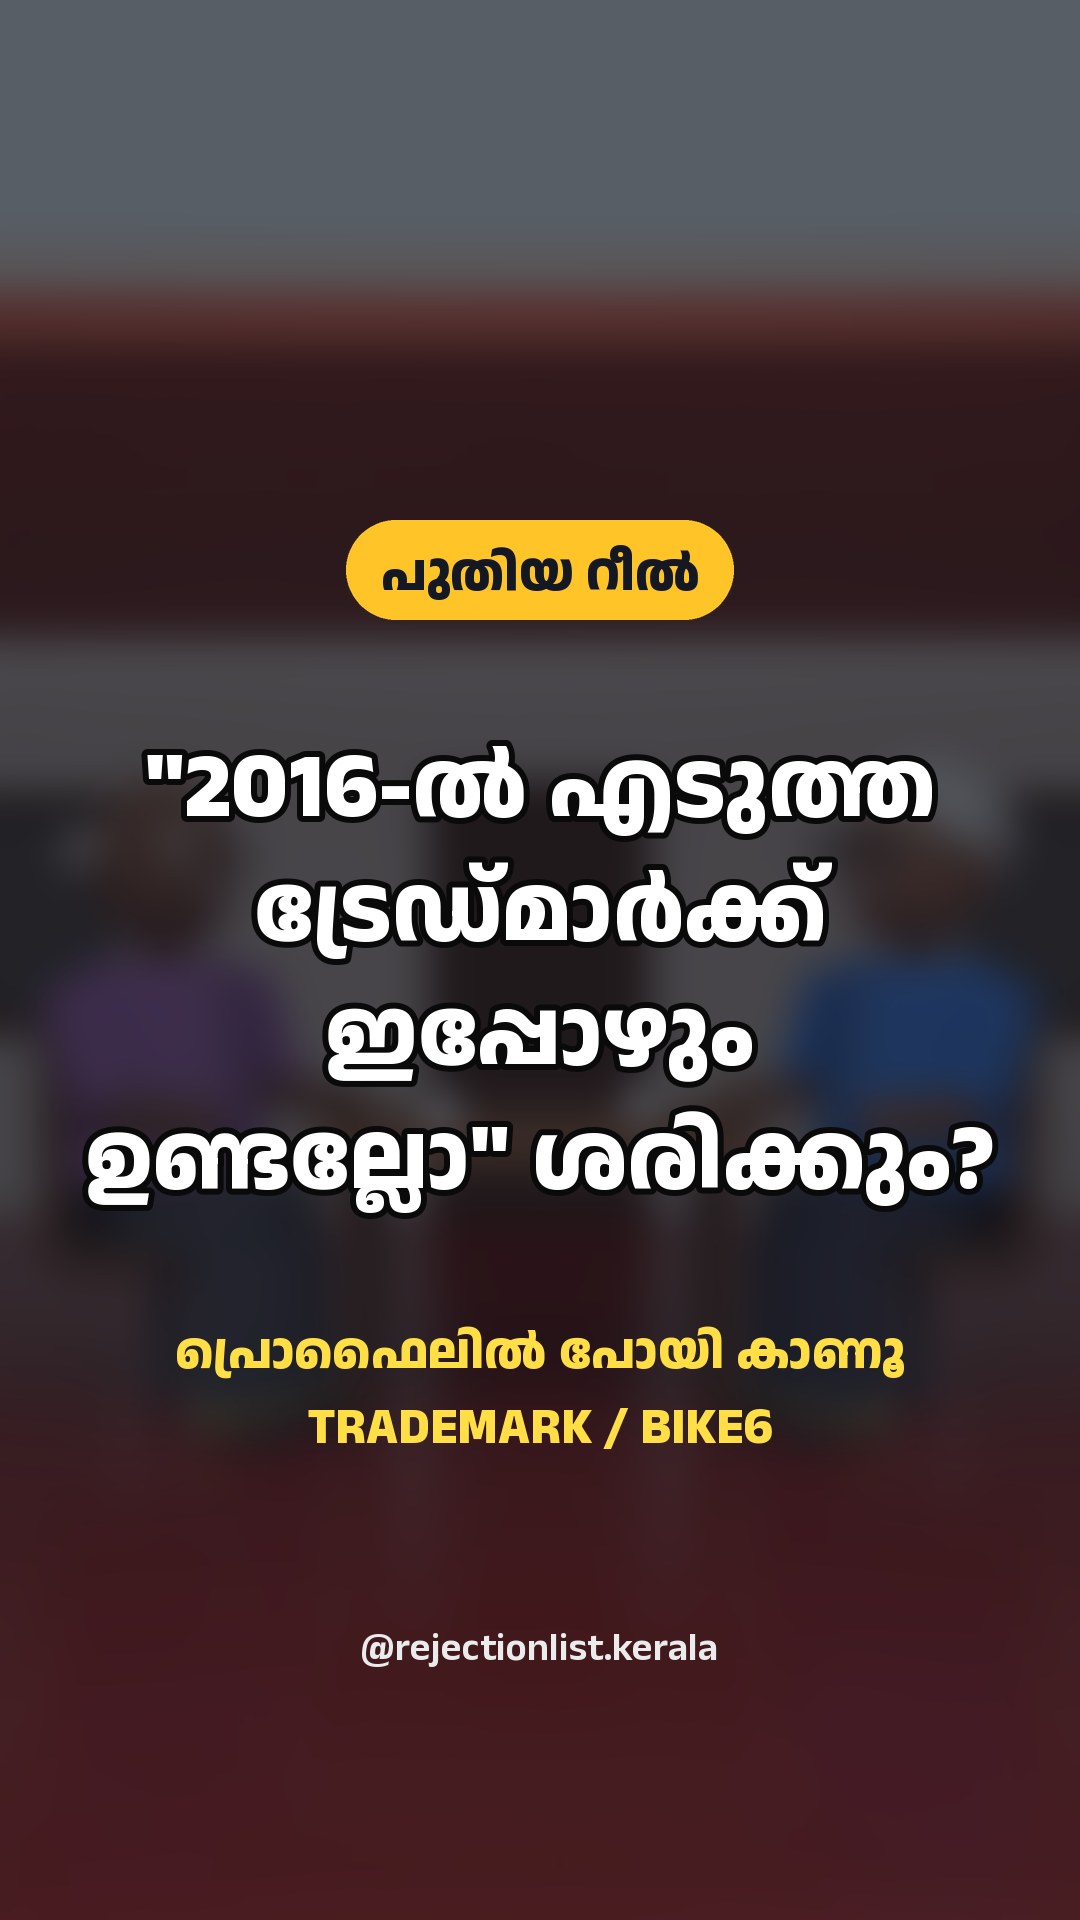 പുതിയ റീൽ
"2016-ൽ എടുത്ത
ട്രേഡ്മാർക്ക്
ഇപ്പോഴും
ഉണ്ടല്ലോ" ശരിക്കും?
പ്രൊഫൈലിൽ പോയി കാണൂ
TRADEMARK / BIKE6
@rejectionlist.kerala